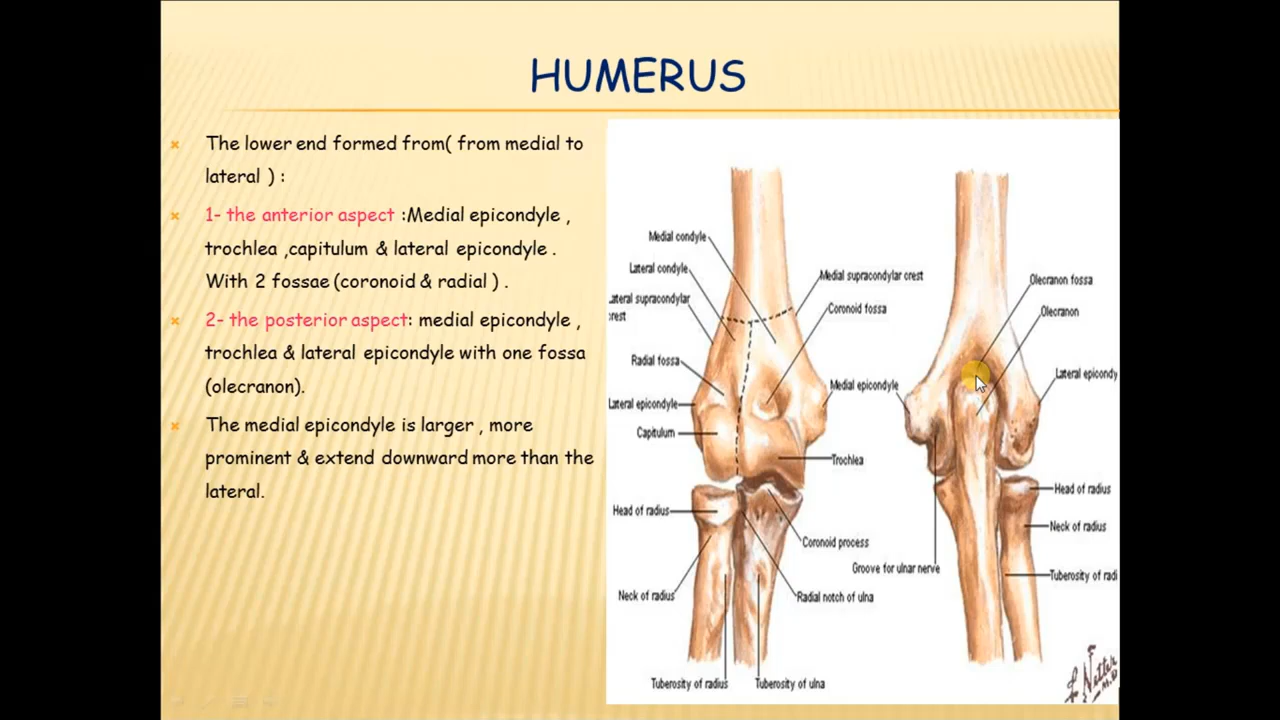 HUMERUS
The lower end formed from( from medial to
lateral ) :
1- the anterior aspect :Medial epicondyle ,
trochlea ,capitulum & lateral epicondyle .
With 2 fossae (coronoid & radial ) .
2- the posterior aspect: medial epicondyle ,
trochlea & lateral epicondyle with one fossa
(olecranon).
The medial epicondyle is larger , more
prominent & extend downward more than the
lateral.
Medial condyle
Lateral condyle
Lateral supracondylar
crest
Radial fossa
Lateral epicondyle
Capitulum
Head of radius
Neck of radius
Tuberosity of radius
Medial supracondylar crest
Coronoid fossa
Medial epicondyle
Trochlea
Coronoid process
Groove for ulnar nerve
Radial notch of ulna
Tuberosity of ulna
Olecranon fossa
Olecranon
Lateral epicondy
Head of radius
Neck of radius
Tuberosity of radi
F. Netter
M.D.